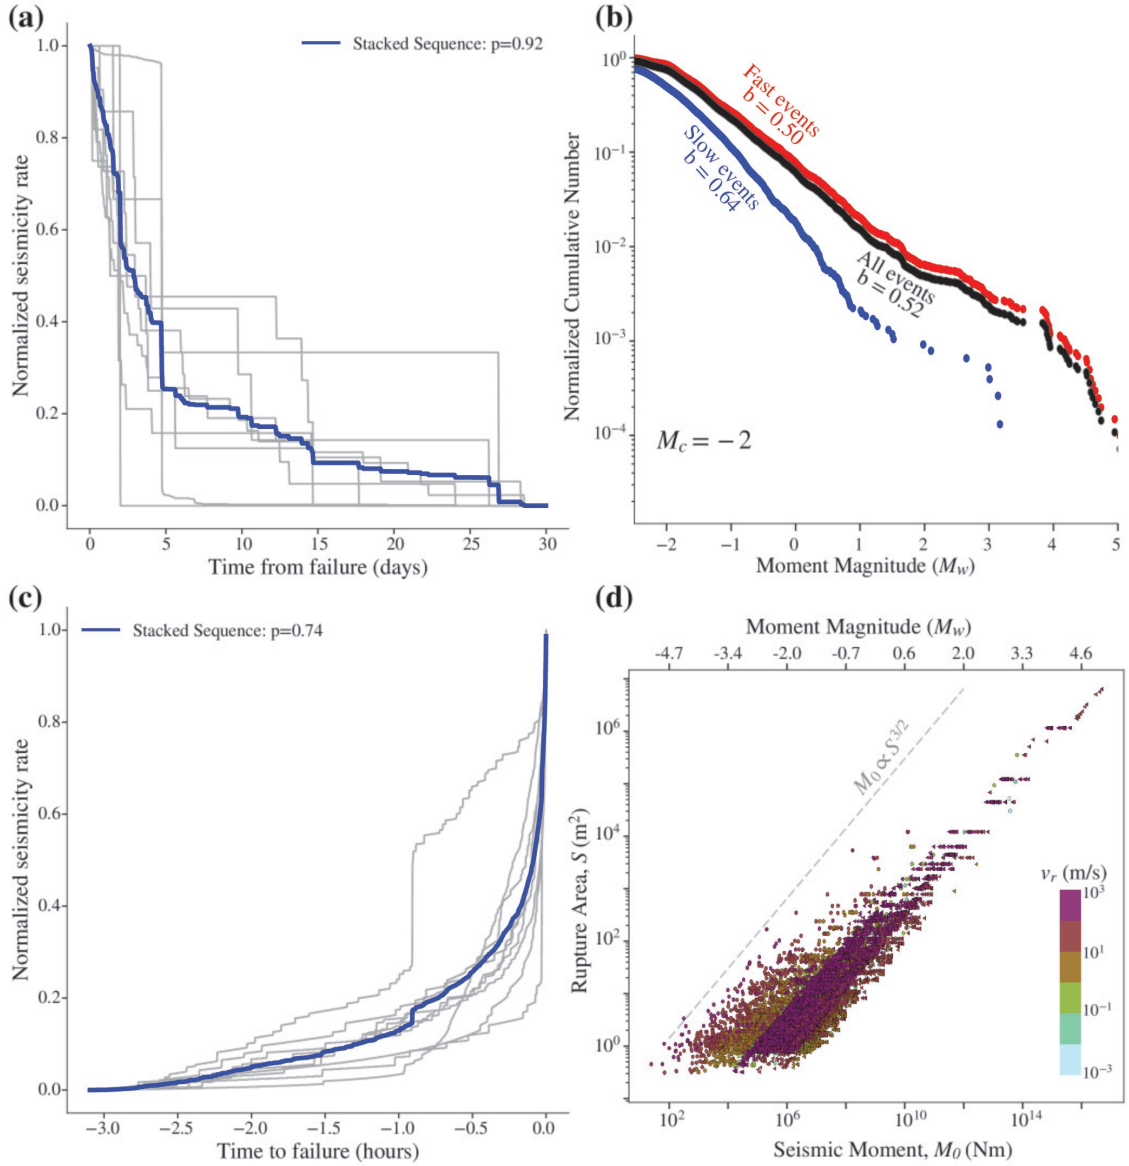 (a)
Stacked Sequence: p=0.92
Normalized seismicity rate
1.0
0.8
0.6
0.4
0.2
0.0
0 5 10 15 20 25 30
Time from failure (days)
(b)
Normalized Cumulative Number
10^0
10^-1
10^-2
10^-3
10^-4
Fast events
b = 0.50
Slow events
b = 0.64
All events
b = 0.52
M_c = −2
−2 −1 0 1 2 3 4 5
Moment Magnitude (M_w)
(c)
Stacked Sequence: p=0.74
Normalized seismicity rate
1.0
0.8
0.6
0.4
0.2
0.0
−3.0 −2.5 −2.0 −1.5 −1.0 −0.5 0.0
Time to failure (hours)
(d)
Moment Magnitude (M_w)
-4.7 -3.4 -2.0 -0.7 0.6 2.0 3.3 4.6
Rupture Area, S (m^2)
10^6
10^4
10^2
10^0
M_0 ∝ S^3/2
v_r (m/s)
10^3
10^1
10^-1
10^-3
10^2 10^6 10^10 10^14
Seismic Moment, M_0 (Nm)